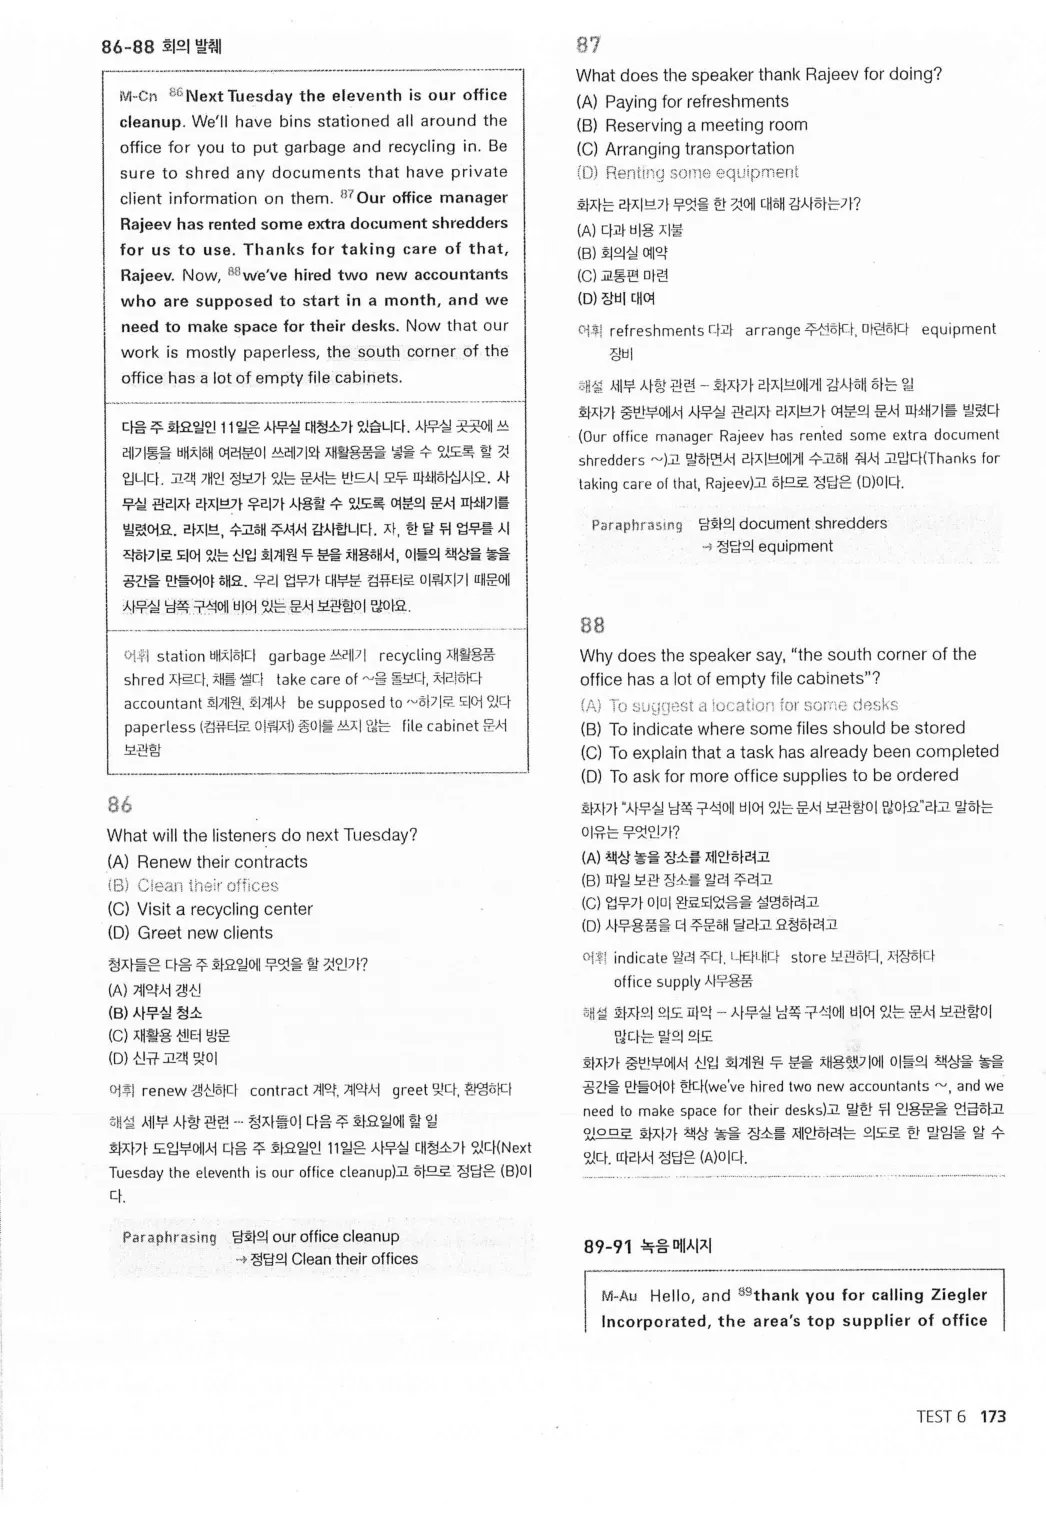 86-88 회의 발췌
M-Cn 86Next Tuesday the eleventh is our office
cleanup. We'll have bins stationed all around the
office for you to put garbage and recycling in. Be
sure to shred any documents that have private
client information on them. 87Our office manager
Rajeev has rented some extra document shredders
for us to use. Thanks for taking care of that,
Rajeev. Now, 88we've hired two new accountants
who are supposed to start in a month, and we
need to make space for their desks. Now that our
work is mostly paperless, the south corner of the
office has a lot of empty file cabinets.
다음 주 화요일인 11일은 사무실 대청소가 있습니다. 사무실 곳곳에 쓰
레기통을 배치해 여러분이 쓰레기와 재활용품을 넣을 수 있도록 할 것
입니다. 고객 개인 정보가 있는 문서는 반드시 모두 파쇄하십시오. 사
무실 관리자 라지브가 우리가 사용할 수 있도록 여분의 문서 파쇄기를
빌렸어요. 라지브, 수고해 주셔서 감사합니다. 자, 한 달 뒤 업무를 시
작하기로 되어 있는 신입 회계원 두 분을 채용해서, 이들의 책상을 놓을
공간을 만들어야 해요. 우리 업무가 대부분 컴퓨터로 이뤄지기 때문에
사무실 남쪽 구석에 비어 있는 문서 보관함이 많아요.
어휘 station 배치하다 garbage 쓰레기 recycling 재활용품
shred 자르다, 채를 썰다 take care of ~을 돌보다, 처리하다
accountant 회계원, 회계사 be supposed to ~하기로 되어 있다
paperless (컴퓨터로 이뤄져) 종이를 쓰지 않는 file cabinet 문서
보관함
86
What will the listeners do next Tuesday?
(A) Renew their contracts
(B) Clean their offices
(C) Visit a recycling center
(D) Greet new clients
청자들은 다음 주 화요일에 무엇을 할 것인가?
(A) 계약서 갱신
(B) 사무실 청소
(C) 재활용 센터 방문
(D) 신규 고객 맞이
어휘 renew 갱신하다 contract 계약, 계약서 greet 맞다, 환영하다
해설 세부 사항 관련 – 청자들이 다음 주 화요일에 할 일
화자가 도입부에서 다음 주 화요일인 11일은 사무실 대청소가 있다(Next
Tuesday the eleventh is our office cleanup)고 하므로 정답은 (B)이
다.
Paraphrasing 담화의 our office cleanup
→ 정답의 Clean their offices
87
What does the speaker thank Rajeev for doing?
(A) Paying for refreshments
(B) Reserving a meeting room
(C) Arranging transportation
(D) Renting some equipment
화자는 라지브가 무엇을 한 것에 대해 감사하는가?
(A) 다과 비용 지불
(B) 회의실 예약
(C) 교통편 마련
(D) 장비 대여
어휘 refreshments 다과 arrange 주선하다, 마련하다 equipment
장비
해설 세부 사항 관련 – 화자가 라지브에게 감사해 하는 일
화자가 중반부에서 사무실 관리자 라지브가 여분의 문서 파쇄기를 빌렸다
(Our office manager Rajeev has rented some extra document
shredders ~)고 말하면서 라지브에게 수고해 줘서 고맙다(Thanks for
taking care of that, Rajeev)고 하므로 정답은 (D)이다.
Paraphrasing 담화의 document shredders
→ 정답의 equipment
88
Why does the speaker say, "the south corner of the
office has a lot of empty file cabinets"?
(A) To suggest a location for some desks
(B) To indicate where some files should be stored
(C) To explain that a task has already been completed
(D) To ask for more office supplies to be ordered
화자가 "사무실 남쪽 구석에 비어 있는 문서 보관함이 많아요"라고 말하는
이유는 무엇인가?
(A) 책상 놓을 장소를 제안하려고
(B) 파일 보관 장소를 알려 주려고
(C) 업무가 이미 완료되었음을 설명하려고
(D) 사무용품을 더 주문해 달라고 요청하려고
어휘 indicate 알려 주다, 나타내다 store 보관하다, 저장하다
office supply 사무용품
해설 화자의 의도 파악 – 사무실 남쪽 구석에 비어 있는 문서 보관함이
많다는 말의 의도
화자가 중반부에서 신입 회계원 두 분을 채용했기에 이들의 책상을 놓을
공간을 만들어야 한다(we've hired two new accountants ~, and we
need to make space for their desks)고 말한 뒤 인용문을 언급하고
있으므로 화자가 책상 놓을 장소를 제안하려는 의도로 한 말임을 알 수
있다. 따라서 정답은 (A)이다.
89-91 녹음 메시지
M-Au Hello, and 89thank you for calling Ziegler
Incorporated, the area's top supplier of office
TEST 6 173